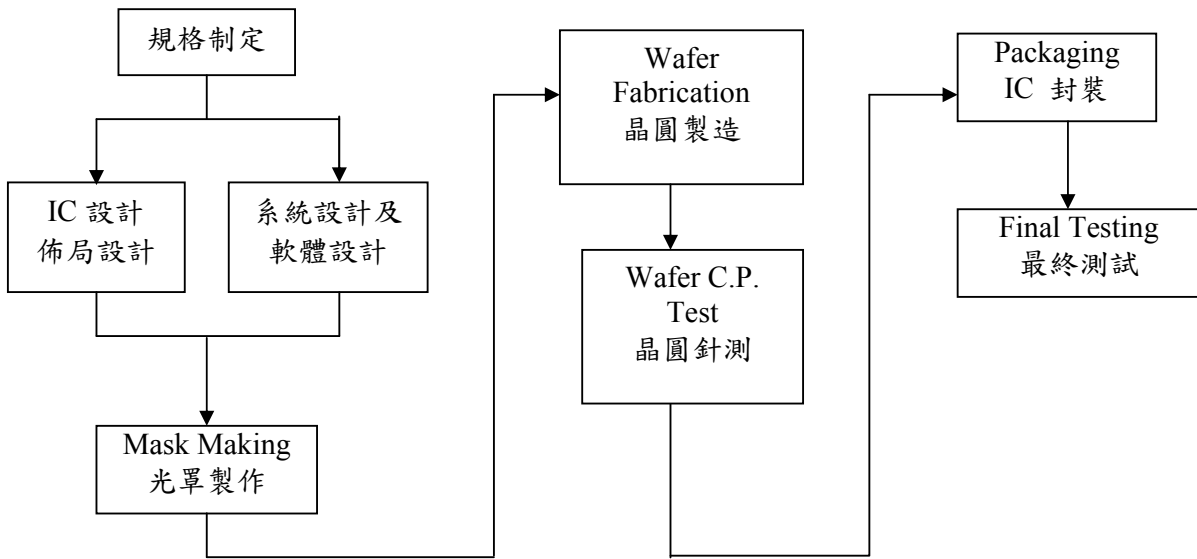 規格制定
IC 設計
佈局設計
系統設計及
軟體設計
Mask Making
光罩製作
Wafer
Fabrication
晶圓製造
Wafer C.P.
Test
晶圓針測
Packaging
IC 封裝
Final Testing
最終測試